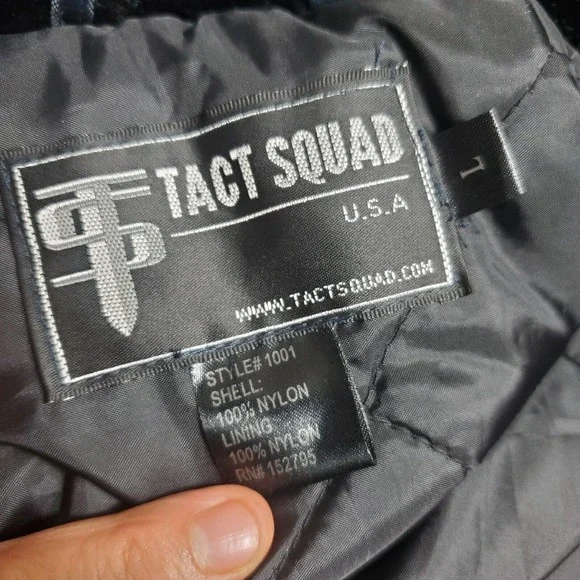 TACT SQUAD
U.S.A
WWW.TACTSQUAD.COM
L
STYLE# 1001
SHELL:
100% NYLON
LINING
100% NYLON
RN# 152795